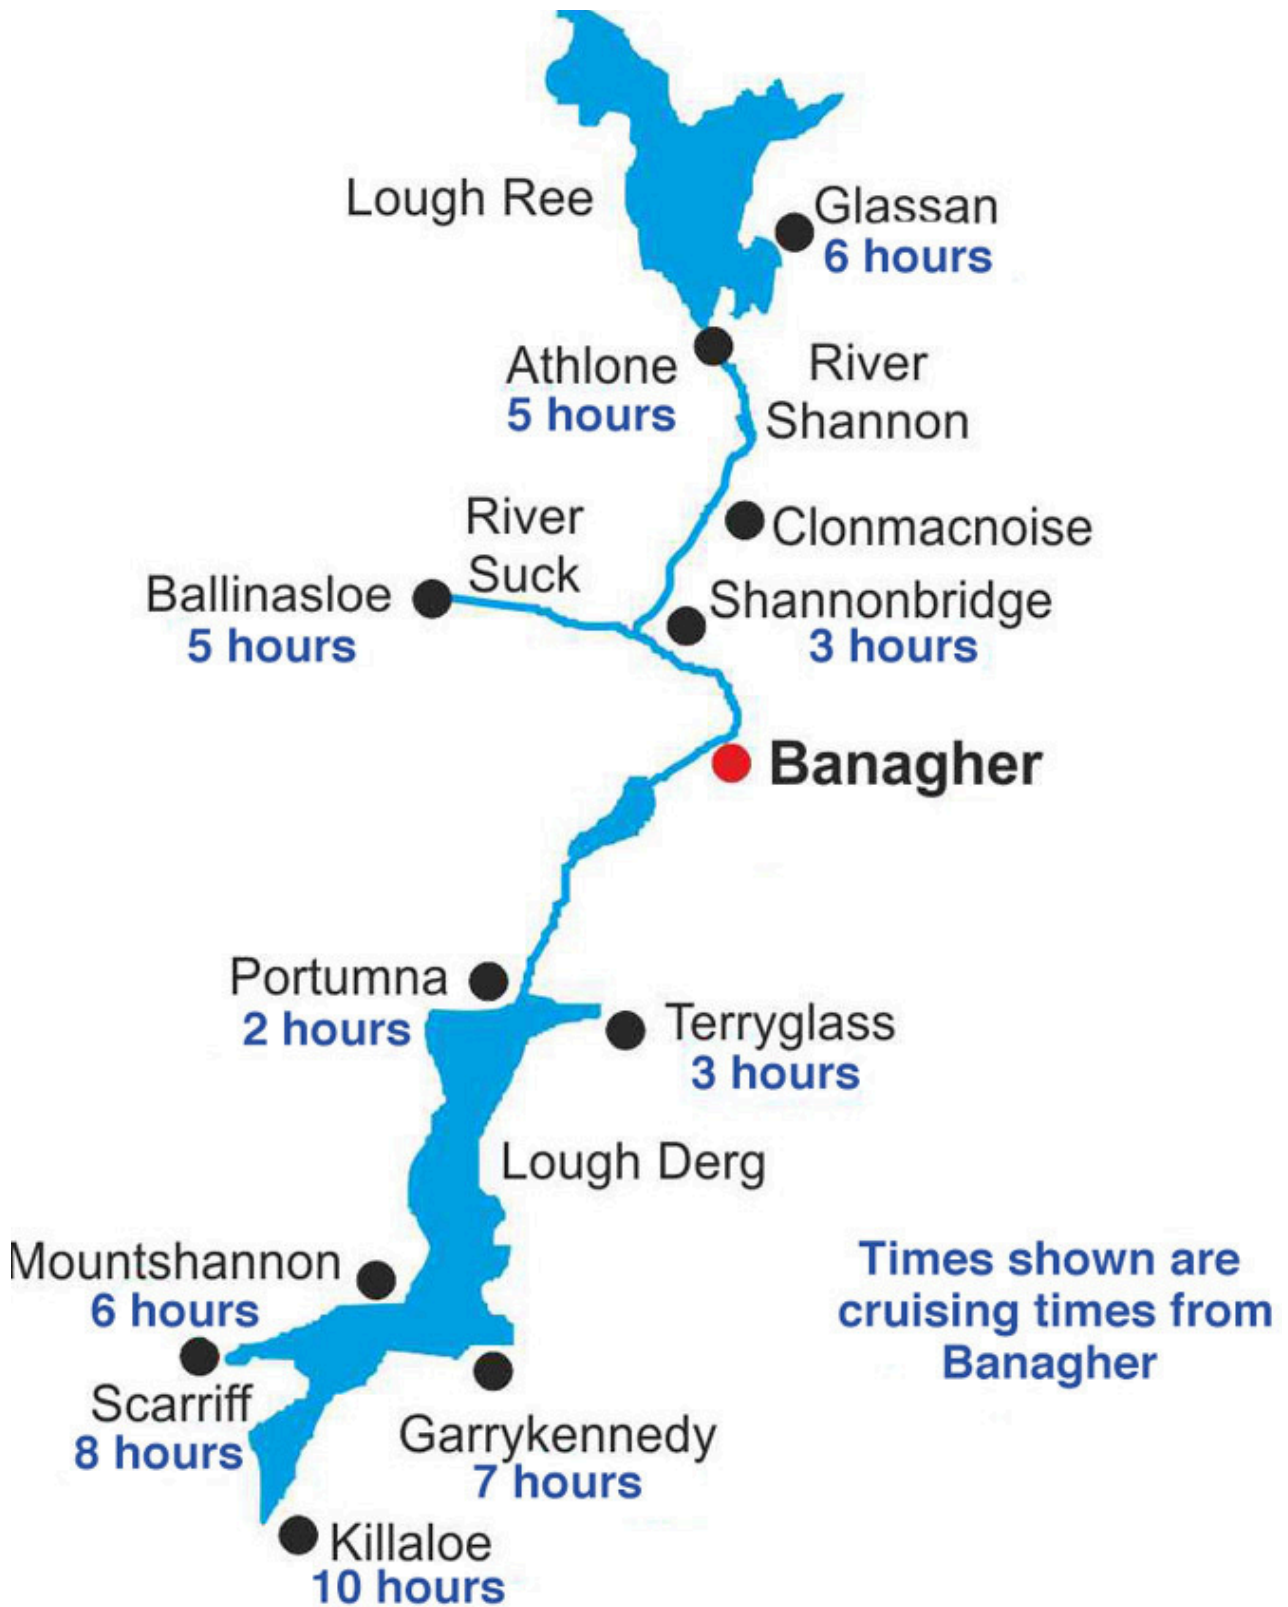 Lough Ree
Glassan
6 hours
Athlone
5 hours
River
Shannon
River
Suck
Clonmacnoise
Ballinasloe
5 hours
Shannonbridge
3 hours
Banagher
Portumna
2 hours
Terryglass
3 hours
Lough Derg
Mountshannon
6 hours
Times shown are
cruising times from
Banagher
Scarriff
8 hours
Garrykennedy
7 hours
Killaloe
10 hours